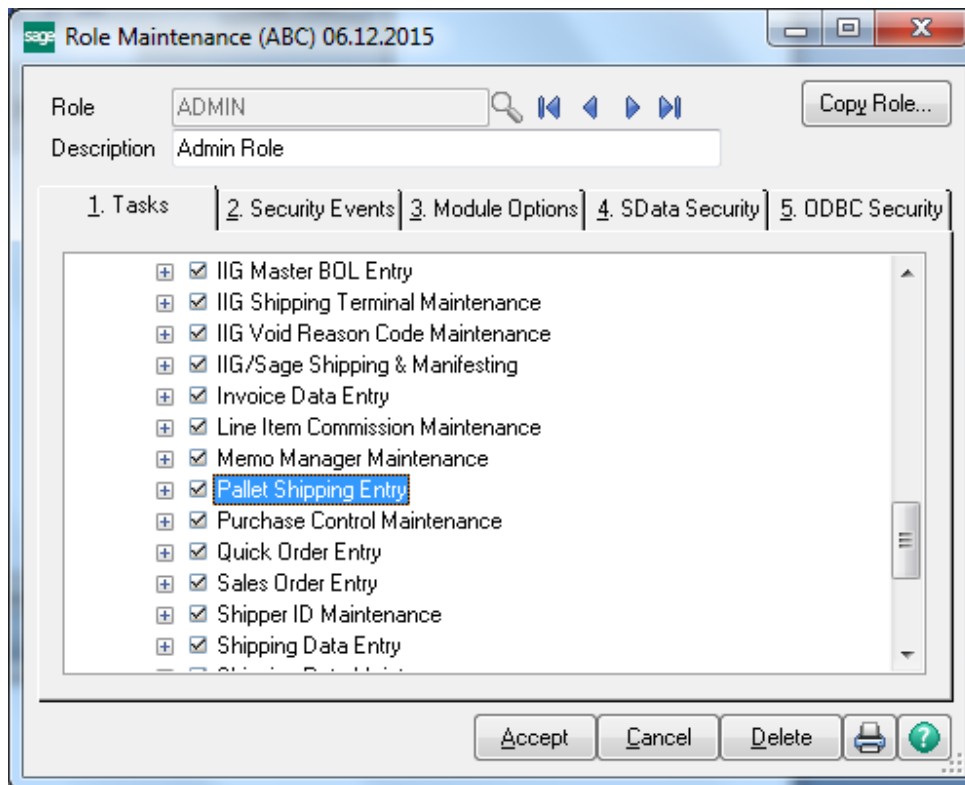 sage Role Maintenance (ABC) 06.12.2015
Role ADMIN Copy Role...
Description Admin Role
1. Tasks 2. Security Events 3. Module Options 4. SData Security 5. ODBC Security
IIG Master BOL Entry
IIG Shipping Terminal Maintenance
IIG Void Reason Code Maintenance
IIG/Sage Shipping & Manifesting
Invoice Data Entry
Line Item Commission Maintenance
Memo Manager Maintenance
Pallet Shipping Entry
Purchase Control Maintenance
Quick Order Entry
Sales Order Entry
Shipper ID Maintenance
Shipping Data Entry
Accept Cancel Delete ?